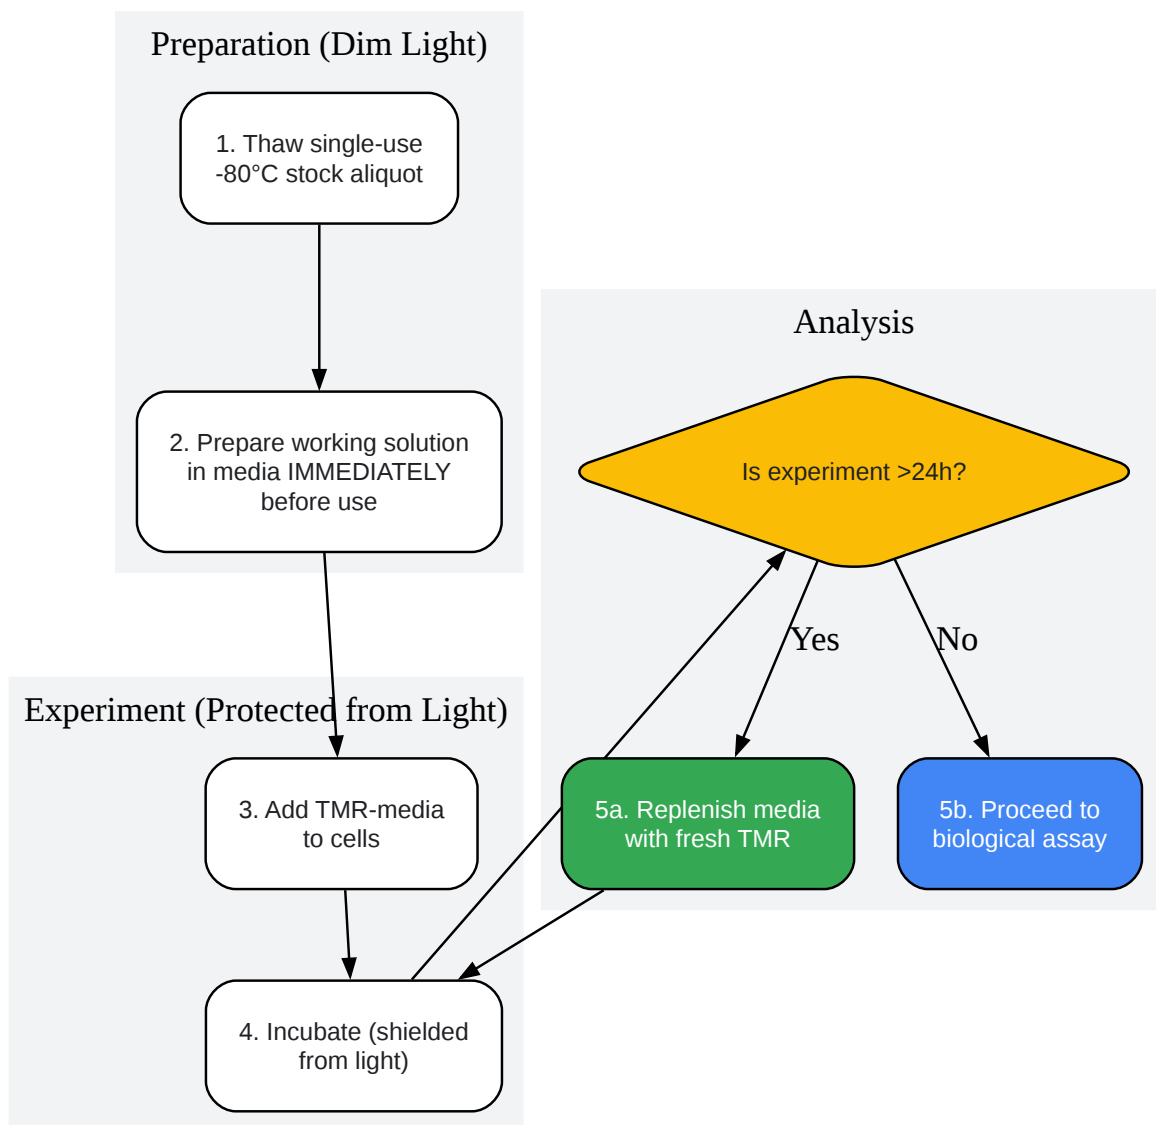 Preparation (Dim Light)
1. Thaw single-use
-80°C stock aliquot
2. Prepare working solution
in media IMMEDIATELY
before use
Experiment (Protected from Light)
3. Add TMR-media
to cells
4. Incubate (shielded
from light)
Analysis
Is experiment >24h?
Yes
No
5a. Replenish media
with fresh TMR
5b. Proceed to
biological assay